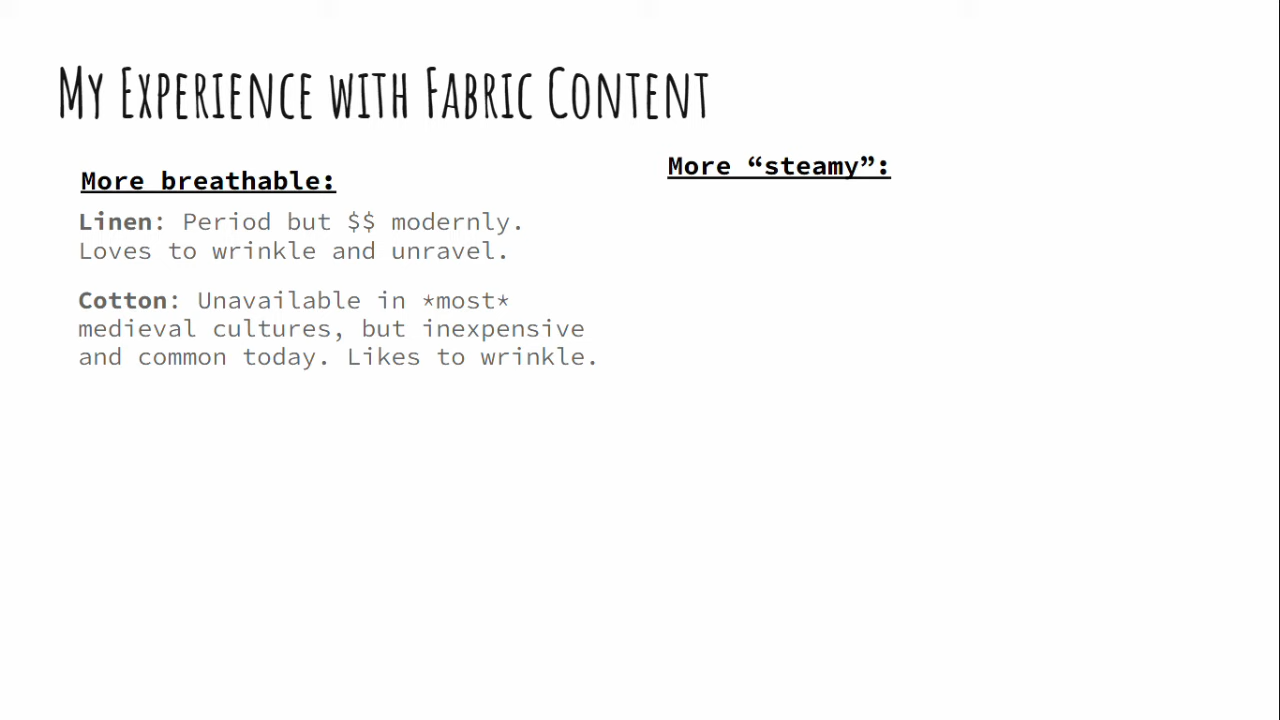 My Experience with Fabric Content
More breathable:
Linen: Period but $$ modernly.
Loves to wrinkle and unravel.
Cotton: Unavailable in *most*
medieval cultures, but inexpensive
and common today. Likes to wrinkle.
More “steamy”: